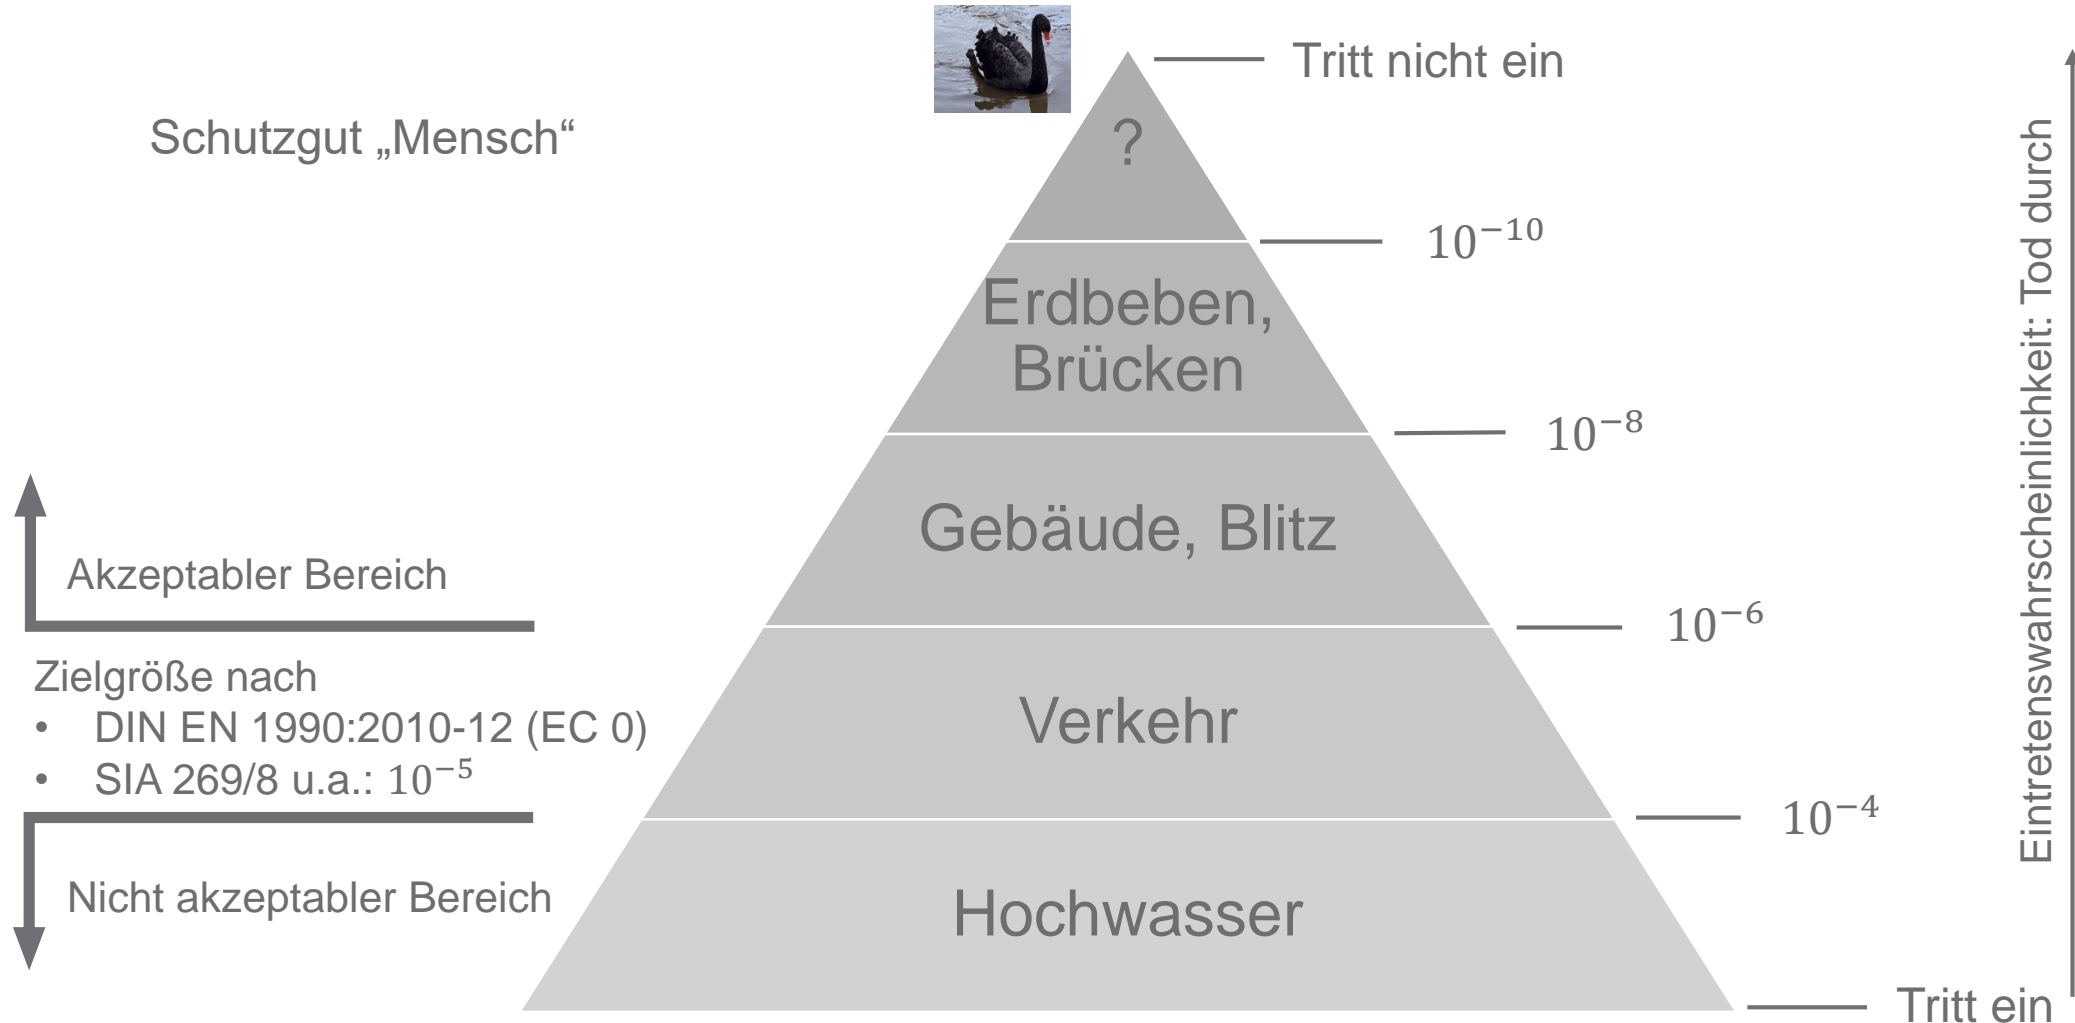 Tritt nicht ein
Schutzgut „Mensch“
?
10⁻¹⁰
Erdbeben,
Brücken
10⁻⁸
Gebäude, Blitz
Akzeptabler Bereich
10⁻⁶
Zielgröße nach
• DIN EN 1990:2010-12 (EC 0)
• SIA 269/8 u.a.: 10⁻⁵
Verkehr
10⁻⁴
Nicht akzeptabler Bereich
Hochwasser
Tritt ein
Eintretenswahrscheinlichkeit: Tod durch